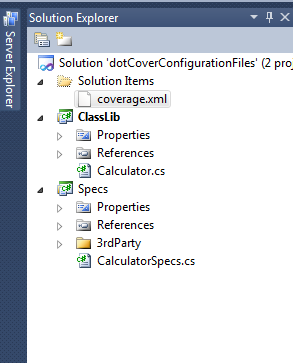 Server Explorer
Solution Explorer
Solution 'dotCoverConfigurationFiles' (2 proj
Solution Items
coverage.xml
ClassLib
Properties
References
Calculator.cs
Specs
Properties
References
3rdParty
CalculatorSpecs.cs